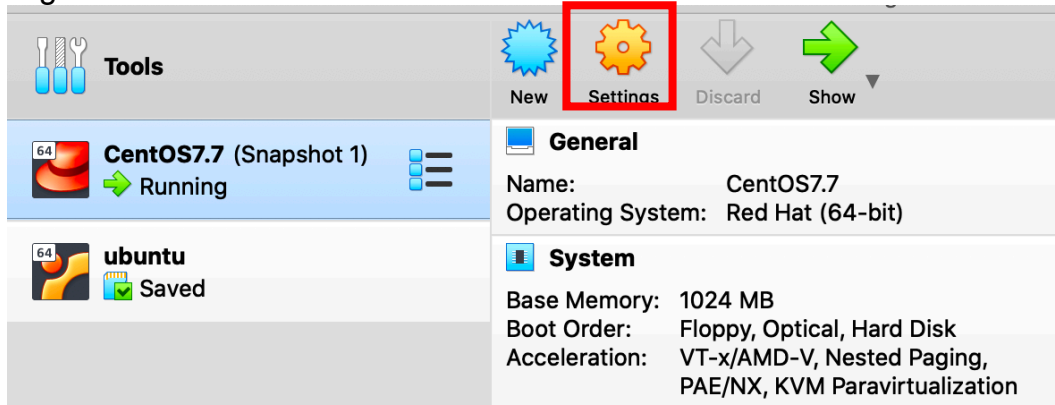 Tools
New Settings Discard Show
64 CentOS7.7 (Snapshot 1)
Running
64 ubuntu
Saved
General
Name: CentOS7.7
Operating System: Red Hat (64-bit)
System
Base Memory: 1024 MB
Boot Order: Floppy, Optical, Hard Disk
Acceleration: VT-x/AMD-V, Nested Paging,
PAE/NX, KVM Paravirtualization